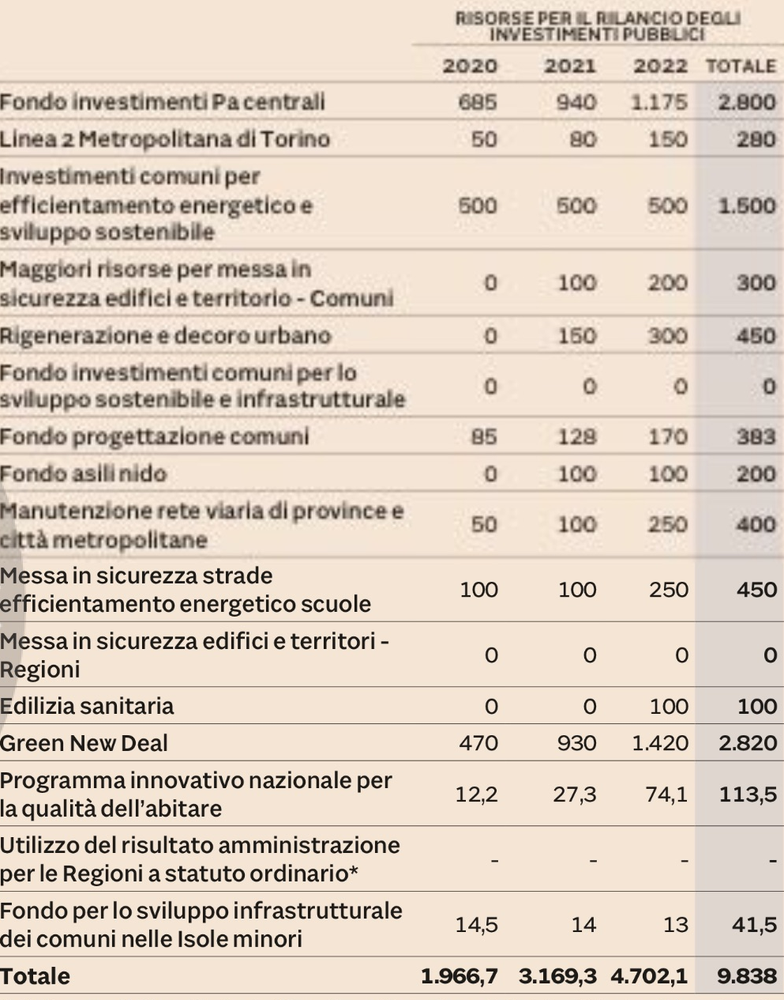 RISORSE PER IL RILANCIO DEGLI
INVESTIMENTI PUBBLICI
2020 2021 2022 TOTALE
Fondo investimenti Pa centrali 685 940 1.175 2.800
Linea 2 Metropolitana di Torino 50 80 150 280
Investimenti comuni per
efficientamento energetico e 500 500 500 1.500
sviluppo sostenibile
Maggiori risorse per messa in
sicurezza edifici e territorio - Comuni 0 100 200 300
Rigenerazione e decoro urbano 0 150 300 450
Fondo investimenti comuni per lo
sviluppo sostenibile e infrastrutturale 0 0 0 0
Fondo progettazione comuni 85 128 170 383
Fondo asili nido 0 100 100 200
Manutenzione rete viaria di province e
città metropolitane 50 100 250 400
Messa in sicurezza strade
efficientamento energetico scuole 100 100 250 450
Messa in sicurezza edifici e territori -
Regioni 0 0 0 0
Edilizia sanitaria 0 0 100 100
Green New Deal 470 930 1.420 2.820
Programma innovativo nazionale per
la qualità dell’abitare 12,2 27,3 74,1 113,5
Utilizzo del risultato amministrazione
per le Regioni a statuto ordinario* - - - -
Fondo per lo sviluppo infrastrutturale
dei comuni nelle Isole minori 14,5 14 13 41,5
Totale 1.966,7 3.169,3 4.702,1 9.838